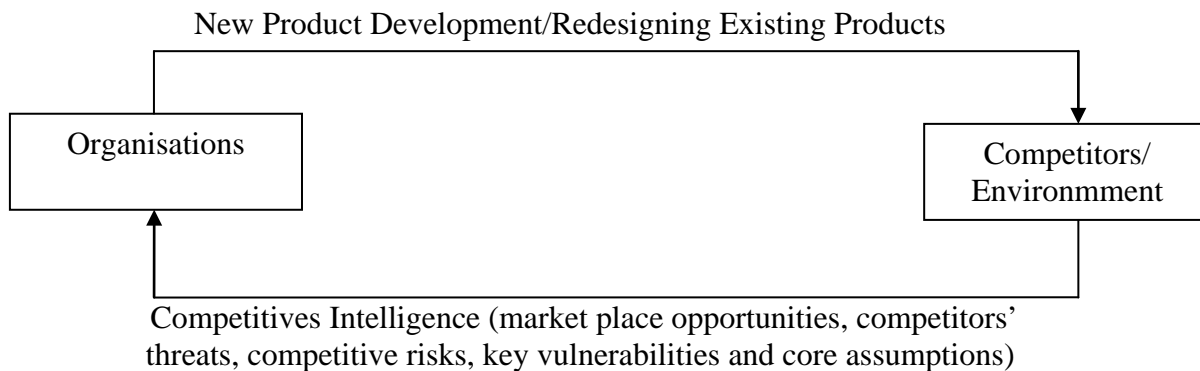 New Product Development/Redesigning Existing Products
Organisations
Competitors/
Environmment
Competitives Intelligence (market place opportunities, competitors’
threats, competitive risks, key vulnerabilities and core assumptions)